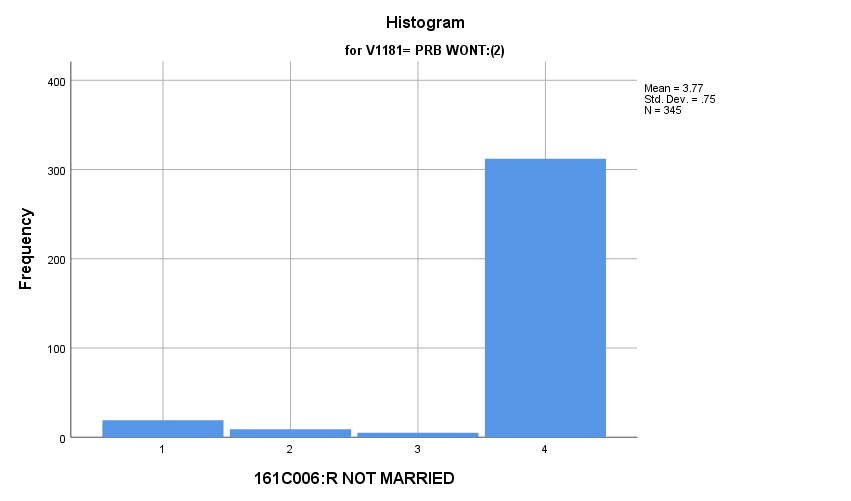 Histogram
for V1181= PRB WONT:(2)
Mean = 3.77
Std. Dev. = .75
N = 345
400
300
200
100
0
Frequency
1 2 3 4
161C006:R NOT MARRIED